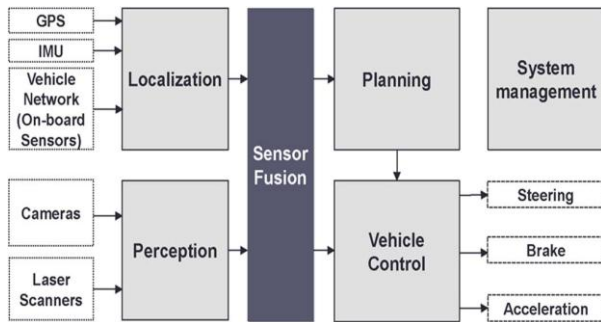 GPS
IMU
Vehicle
Network
(On-board
Sensors)
Localization
Cameras
Laser
Scanners
Perception
Sensor
Fusion
Planning
Vehicle
Control
System
management
Steering
Brake
Acceleration